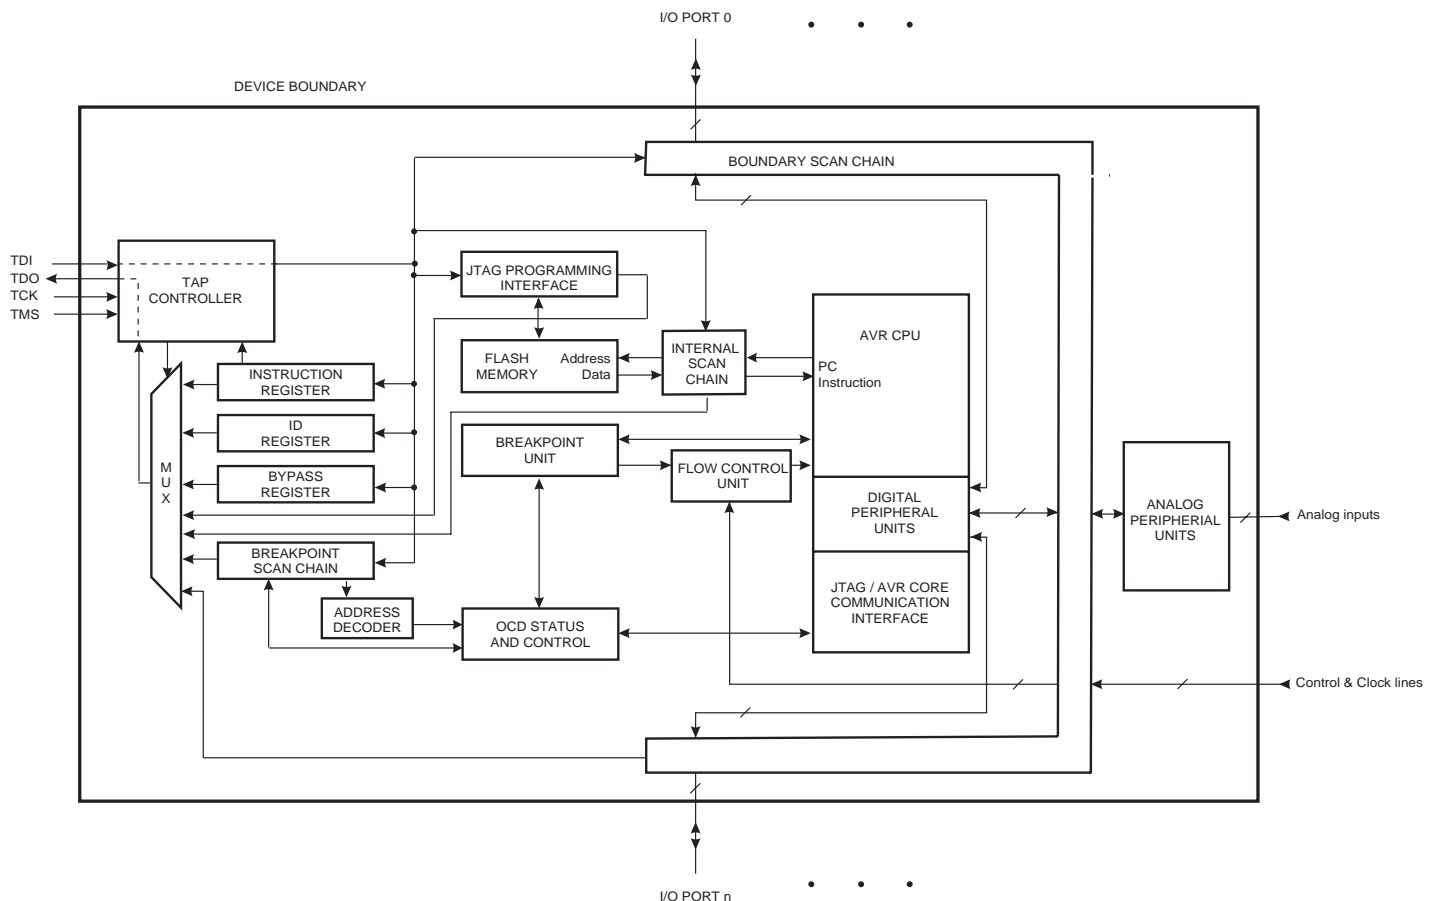 I/O PORT 0
DEVICE BOUNDARY
BOUNDARY SCAN CHAIN
TDI
TDO
TCK
TMS
TAP
CONTROLLER
JTAG PROGRAMMING
INTERFACE
FLASH
MEMORY
Address
Data
INTERNAL
SCAN
CHAIN
AVR CPU
PC
Instruction
INSTRUCTION
REGISTER
ID
REGISTER
BYPASS
REGISTER
M
U
X
BREAKPOINT
UNIT
FLOW CONTROL
UNIT
DIGITAL
PERIPHERAL
UNITS
ANALOG
PERIPHERIAL
UNITS
Analog inputs
BREAKPOINT
SCAN CHAIN
ADDRESS
DECODER
OCD STATUS
AND CONTROL
JTAG / AVR CORE
COMMUNICATION
INTERFACE
Control & Clock lines
I/O PORT n